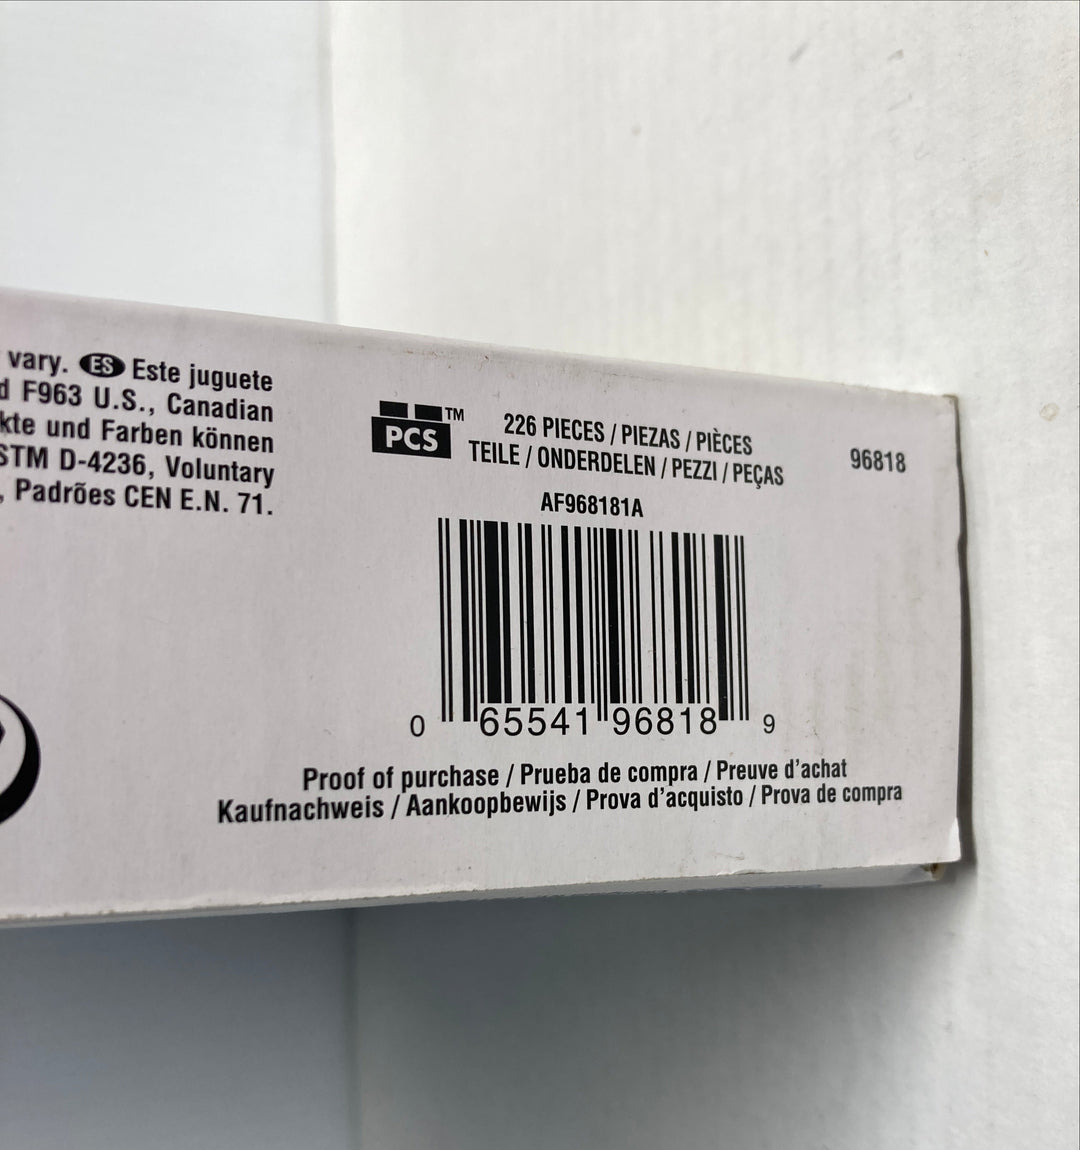 vary. ES Este juguete
d F963 U.S., Canadian
kte und Farben können
STM D-4236, Voluntary
, Padrões CEN E.N. 71.
PCS™
226 PIECES / PIEZAS / PIÈCES
TEILE / ONDERDELEN / PEZZI / PEÇAS
96818
AF968181A
0 65541 96818 9
Proof of purchase / Prueba de compra / Preuve d'achat
Kaufnachweis / Aankoopbewijs / Prova d'acquisto / Prova de compra